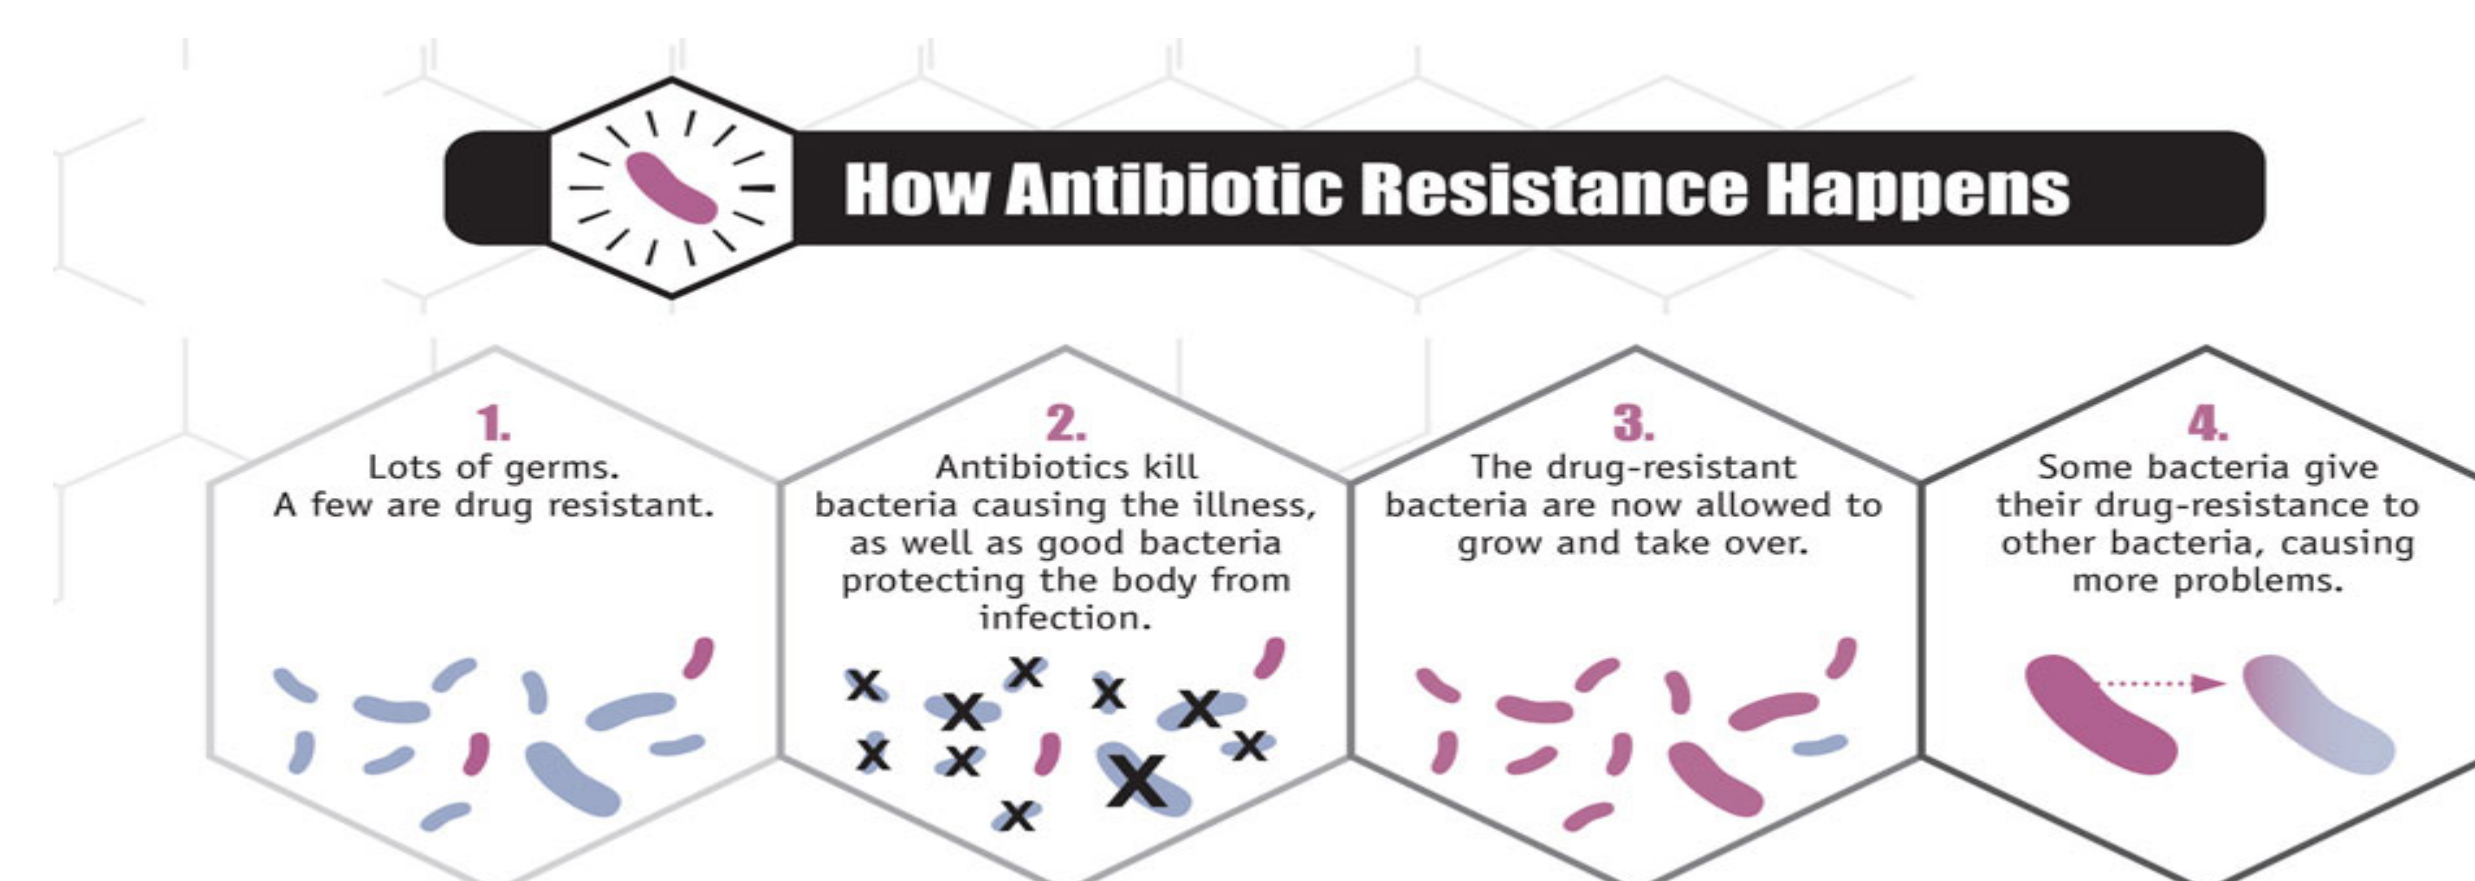 How Antibiotic Resistance Happens
1.
Lots of germs.
A few are drug resistant.
2.
Antibiotics kill
bacteria causing the illness,
as well as good bacteria
protecting the body from
infection.
X X X X X X X X X X
3.
The drug-resistant
bacteria are now allowed to
grow and take over.
4.
Some bacteria give
their drug-resistance to
other bacteria, causing
more problems.